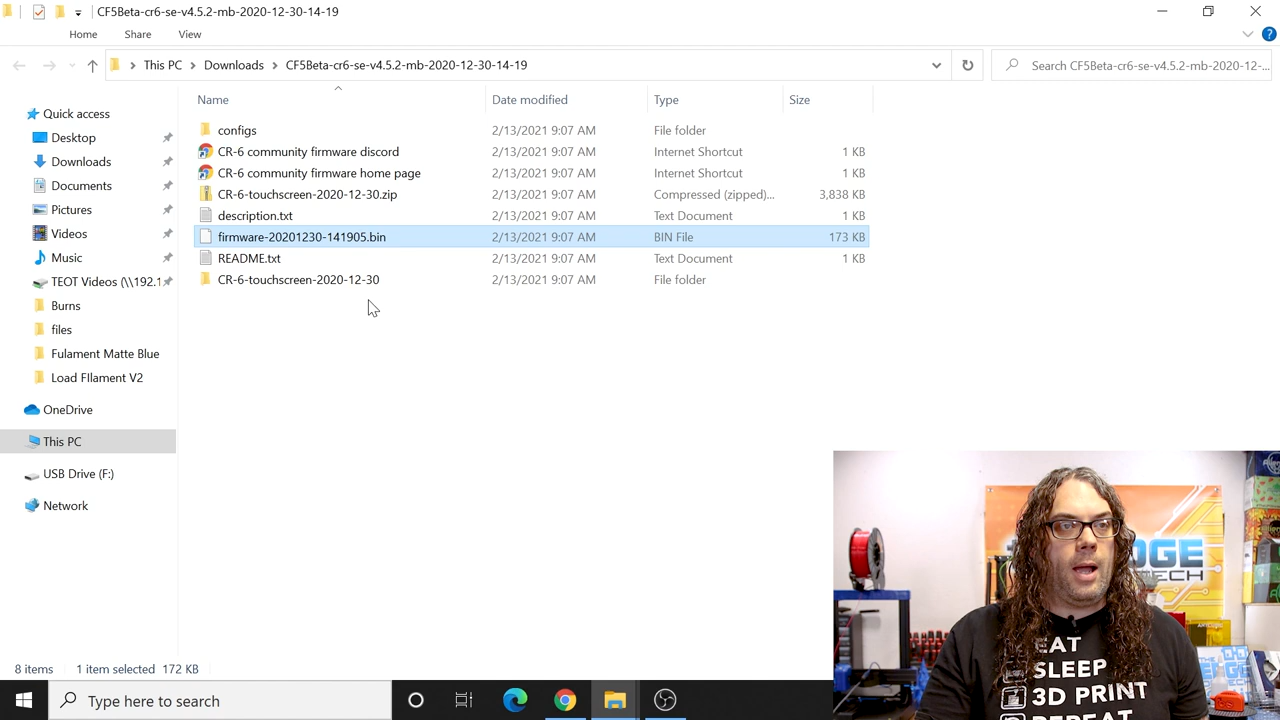 CF5Beta-cr6-se-v4.5.2-mb-2020-12-30-14-19
Home Share View
This PC Downloads CF5Beta-cr6-se-v4.5.2-mb-2020-12-30-14-19
Search CF5Beta-cr6-se-v4.5.2-mb-2020-12-...
Name Date modified Type Size
Quick access
Desktop
Downloads
Documents
Pictures
Videos
Music
TEOT Videos (\\192.1
Burns
files
Fulament Matte Blue
Load FIlament V2
OneDrive
This PC
USB Drive (F:)
Network
configs 2/13/2021 9:07 AM File folder
CR-6 community firmware discord 2/13/2021 9:07 AM Internet Shortcut 1 KB
CR-6 community firmware home page 2/13/2021 9:07 AM Internet Shortcut 1 KB
CR-6-touchscreen-2020-12-30.zip 2/13/2021 9:07 AM Compressed (zipped)... 3,838 KB
description.txt 2/13/2021 9:07 AM Text Document 1 KB
firmware-20201230-141905.bin 2/13/2021 9:07 AM BIN File 173 KB
README.txt 2/13/2021 9:07 AM Text Document 1 KB
CR-6-touchscreen-2020-12-30 2/13/2021 9:07 AM File folder
EAT
SLEEP
3D PRINT
REPEAT
8 items 1 item selected 172 KB
Type here to search